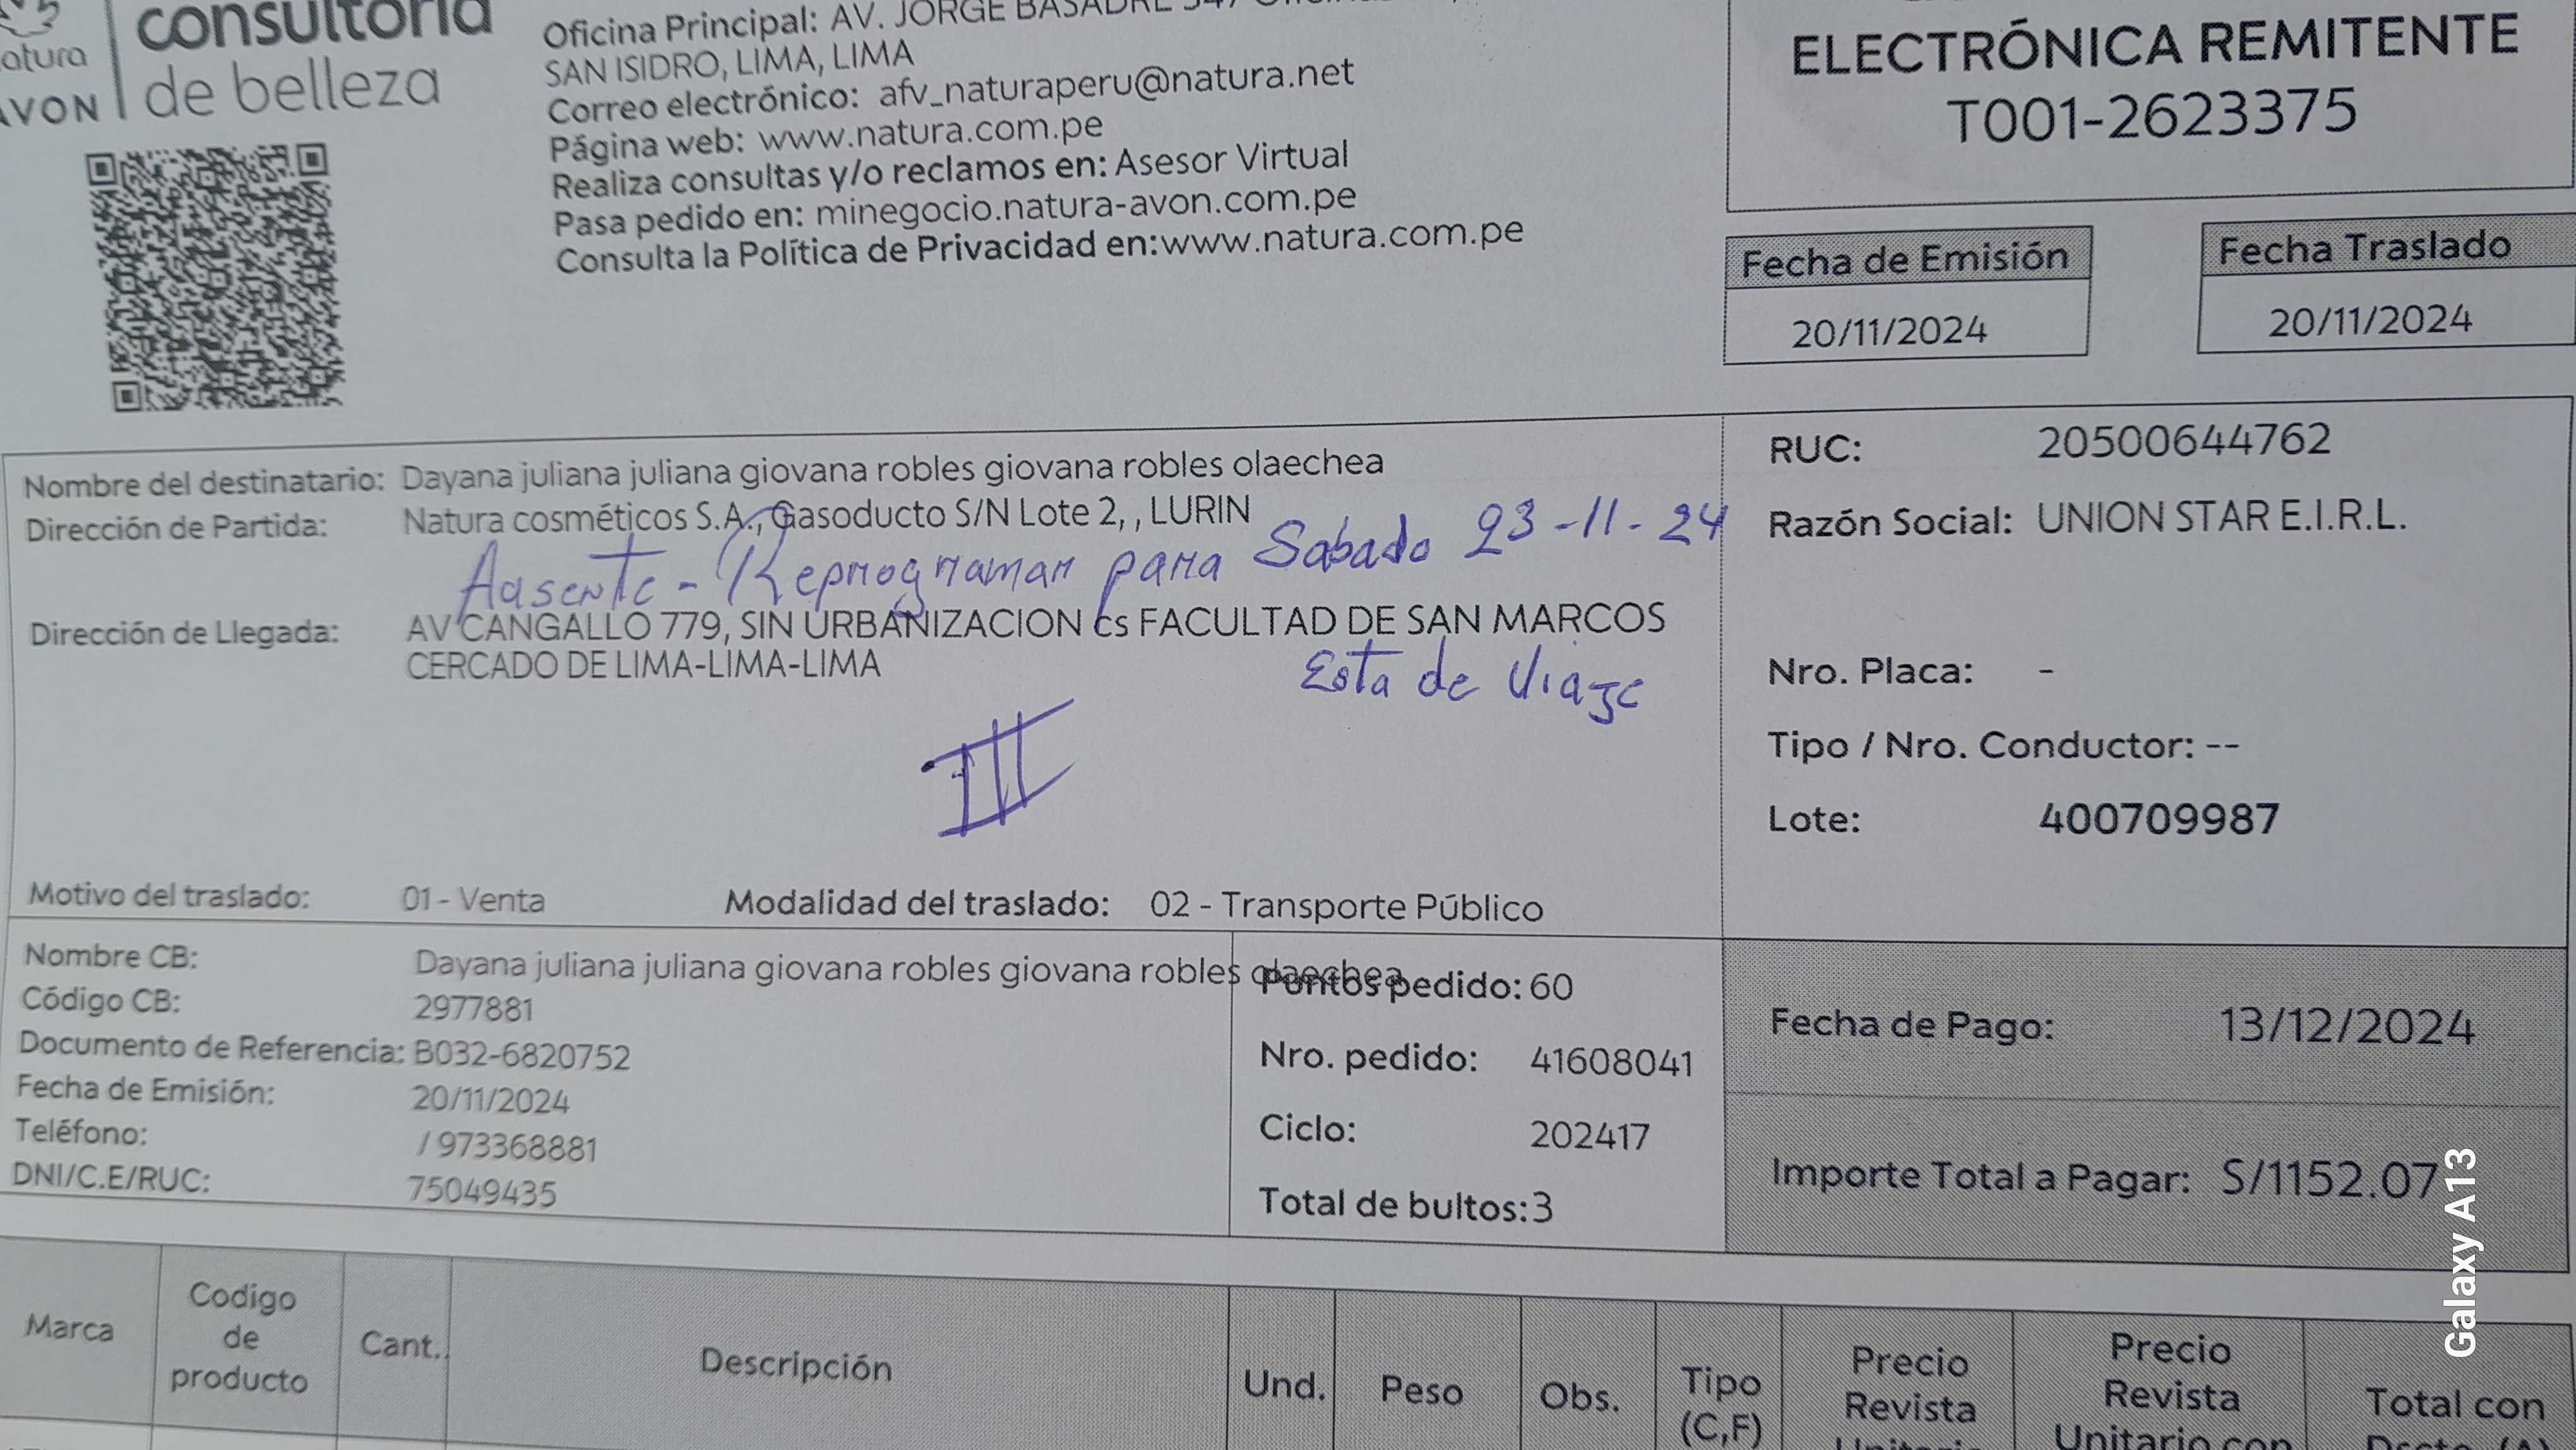 consultoría
de belleza
atura
AVON
Oficina Principal: AV. JORGE BASADRE
SAN ISIDRO, LIMA, LIMA
Correo electrónico: afv_naturaperu@natura.net
Página web: www.natura.com.pe
Realiza consultas y/o reclamos en: Asesor Virtual
Pasa pedido en: minegocio.natura-avon.com.pe
Consulta la Política de Privacidad en:www.natura.com.pe
ELECTRÓNICA REMITENTE
T001-2623375
Fecha de Emisión
20/11/2024
Fecha Traslado
20/11/2024
Nombre del destinatario: Dayana juliana juliana giovana robles giovana robles olaechea
Dirección de Partida: Natura cosméticos S.A., Gasoducto S/N Lote 2, , LURIN
Ausente - Reprogramar para Sabado 23-11-24
Dirección de Llegada: AV CANGALLO 779, SIN URBANIZACION cs FACULTAD DE SAN MARCOS
CERCADO DE LIMA-LIMA-LIMA
Esta de Viaje
III
Motivo del traslado: 01 - Venta Modalidad del traslado: 02 - Transporte Público
RUC: 20500644762
Razón Social: UNION STAR E.I.R.L.
Nro. Placa: -
Tipo / Nro. Conductor: --
Lote: 400709987
Nombre CB: Dayana juliana juliana giovana robles giovana robles olaechea
Código CB: 2977881
Documento de Referencia: B032-6820752
Fecha de Emisión: 20/11/2024
Teléfono: / 973368881
DNI/C.E/RUC: 75049435
Puntos pedido: 60
Nro. pedido: 41608041
Ciclo: 202417
Total de bultos: 3
Fecha de Pago: 13/12/2024
Importe Total a Pagar: S/1152.07
Marca
Codigo
de
producto
Cant.
Descripción
Und.
Peso
Obs.
Tipo
(C,F)
Precio
Revista
Precio
Revista
Unitario con
Total con
Galaxy A13